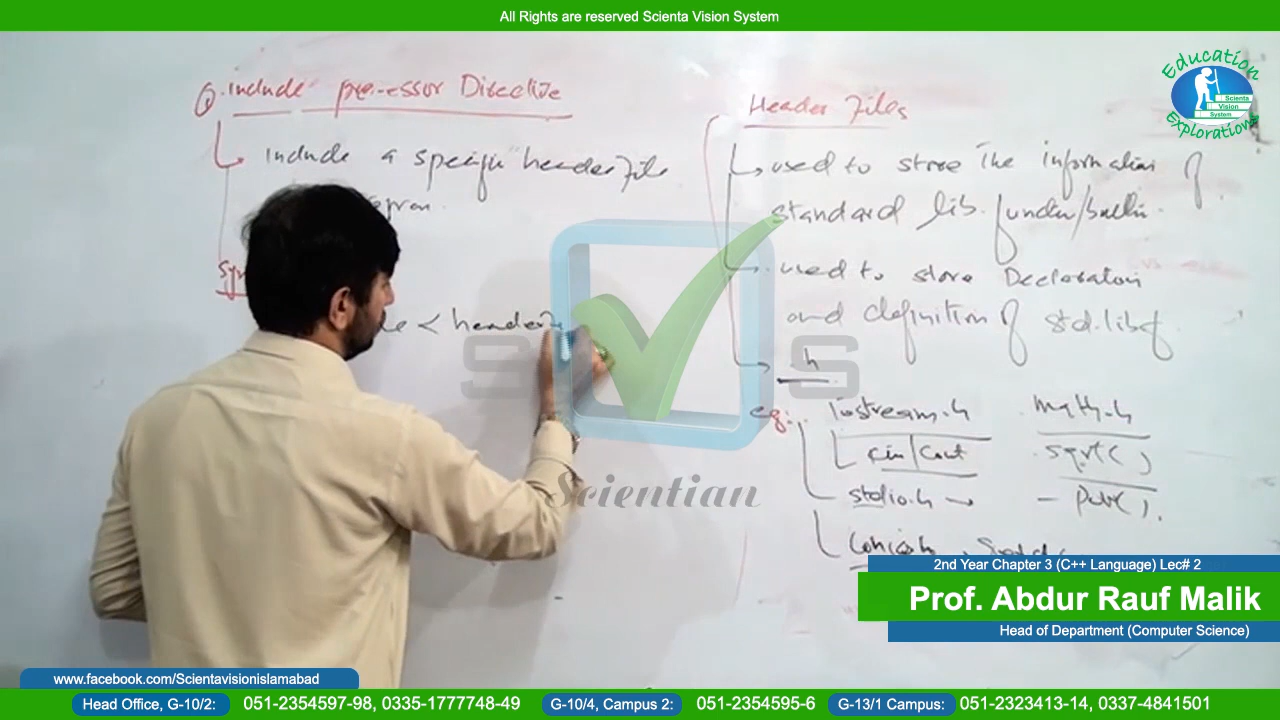 All Rights are reserved Scienta Vision System
Education
Scienta
Vision
System
Explorations
Q. include pre-essor Directive
include a specific header file
Header Files
used to store the information of
standard lib.
used to store Declaration
and definition of std.lib f
.h
< header
eg:
iostream.h
math.h
cin/cout
sqrt( )
stdio.h
SVS
Scientian
2nd Year Chapter 3 (C++ Language) Lec# 2
Prof. Abdur Rauf Malik
Head of Department (Computer Science)
www.facebook.com/Scientavisionislamabad
Head Office, G-10/2: 051-2354597-98, 0335-1777748-49 G-10/4, Campus 2: 051-2354595-6 G-13/1 Campus: 051-2323413-14, 0337-4841501